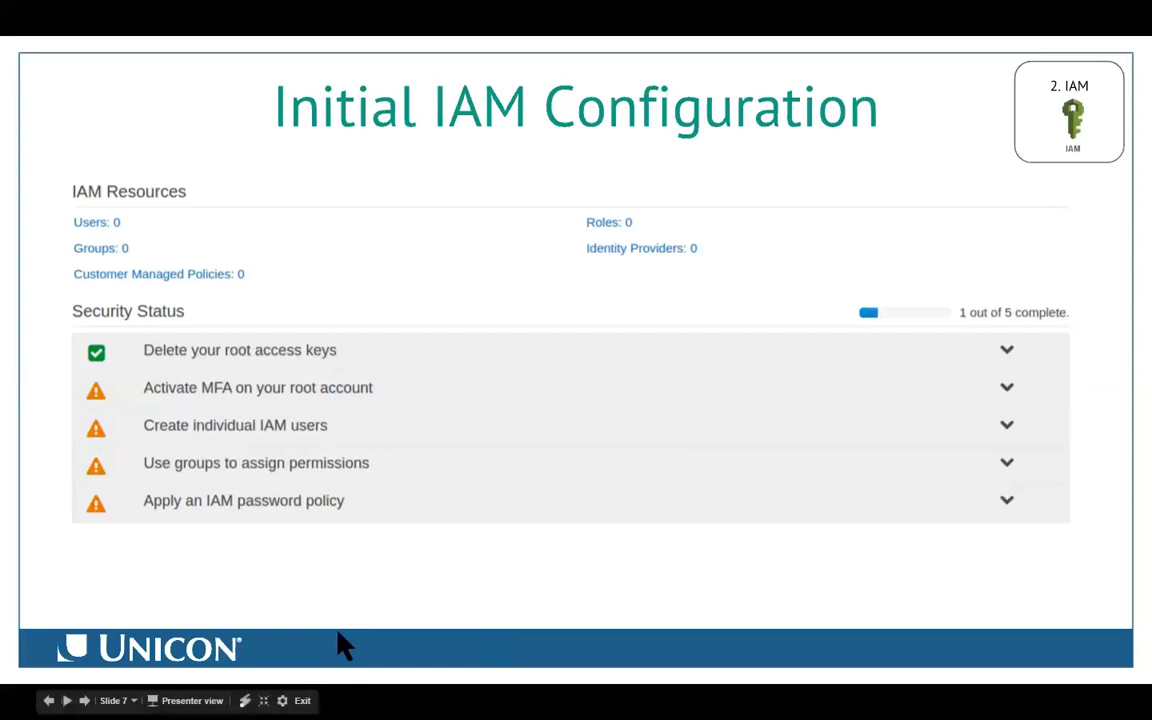 Initial IAM Configuration
2. IAM
IAM
IAM Resources
Users: 0
Roles: 0
Groups: 0
Identity Providers: 0
Customer Managed Policies: 0
Security Status
1 out of 5 complete.
Delete your root access keys
Activate MFA on your root account
Create individual IAM users
Use groups to assign permissions
Apply an IAM password policy
UNICON®
Slide 7
Presenter view
Exit